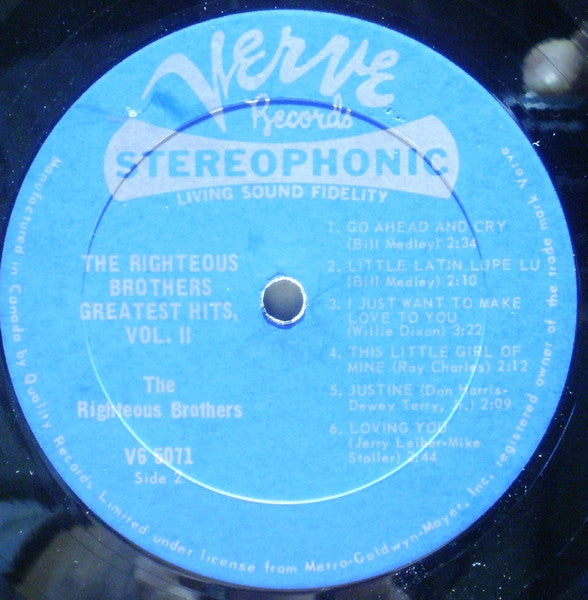 Verve
Records
STEREOPHONIC
LIVING SOUND FIDELITY
THE RIGHTEOUS
BROTHERS
GREATEST HITS,
VOL. II
The
Righteous Brothers
V6 5071
Side 2
1. GO AHEAD AND CRY
(Bill Medley) 2:34
2. LITTLE LATIN LUPE LU
(Bill Medley) 2:10
3. I JUST WANT TO MAKE
LOVE TO YOU
(Willie Dixon) 3:22
4. THIS LITTLE GIRL OF
MINE (Ray Charles) 2:12
5. JUSTINE (Don Harris-
Dewey Terry, Jr.) 2:09
6. LOVING YOU
(Jerry Leiber-Mike
Stoller) 2:44
Manufactured in Canada by Quality Records Limited under license from Metro-Goldwyn-Mayer, Inc., registered owner of the trade mark Verve